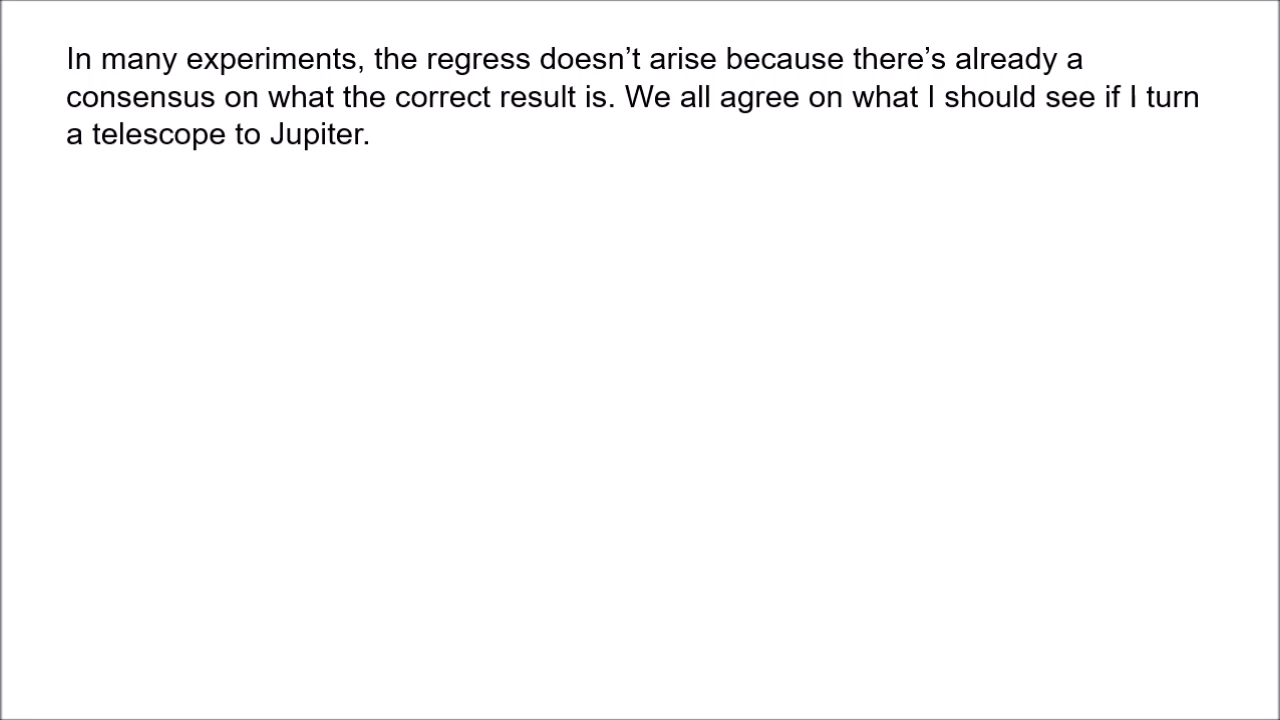 In many experiments, the regress doesn’t arise because there’s already a
consensus on what the correct result is. We all agree on what I should see if I turn
a telescope to Jupiter.